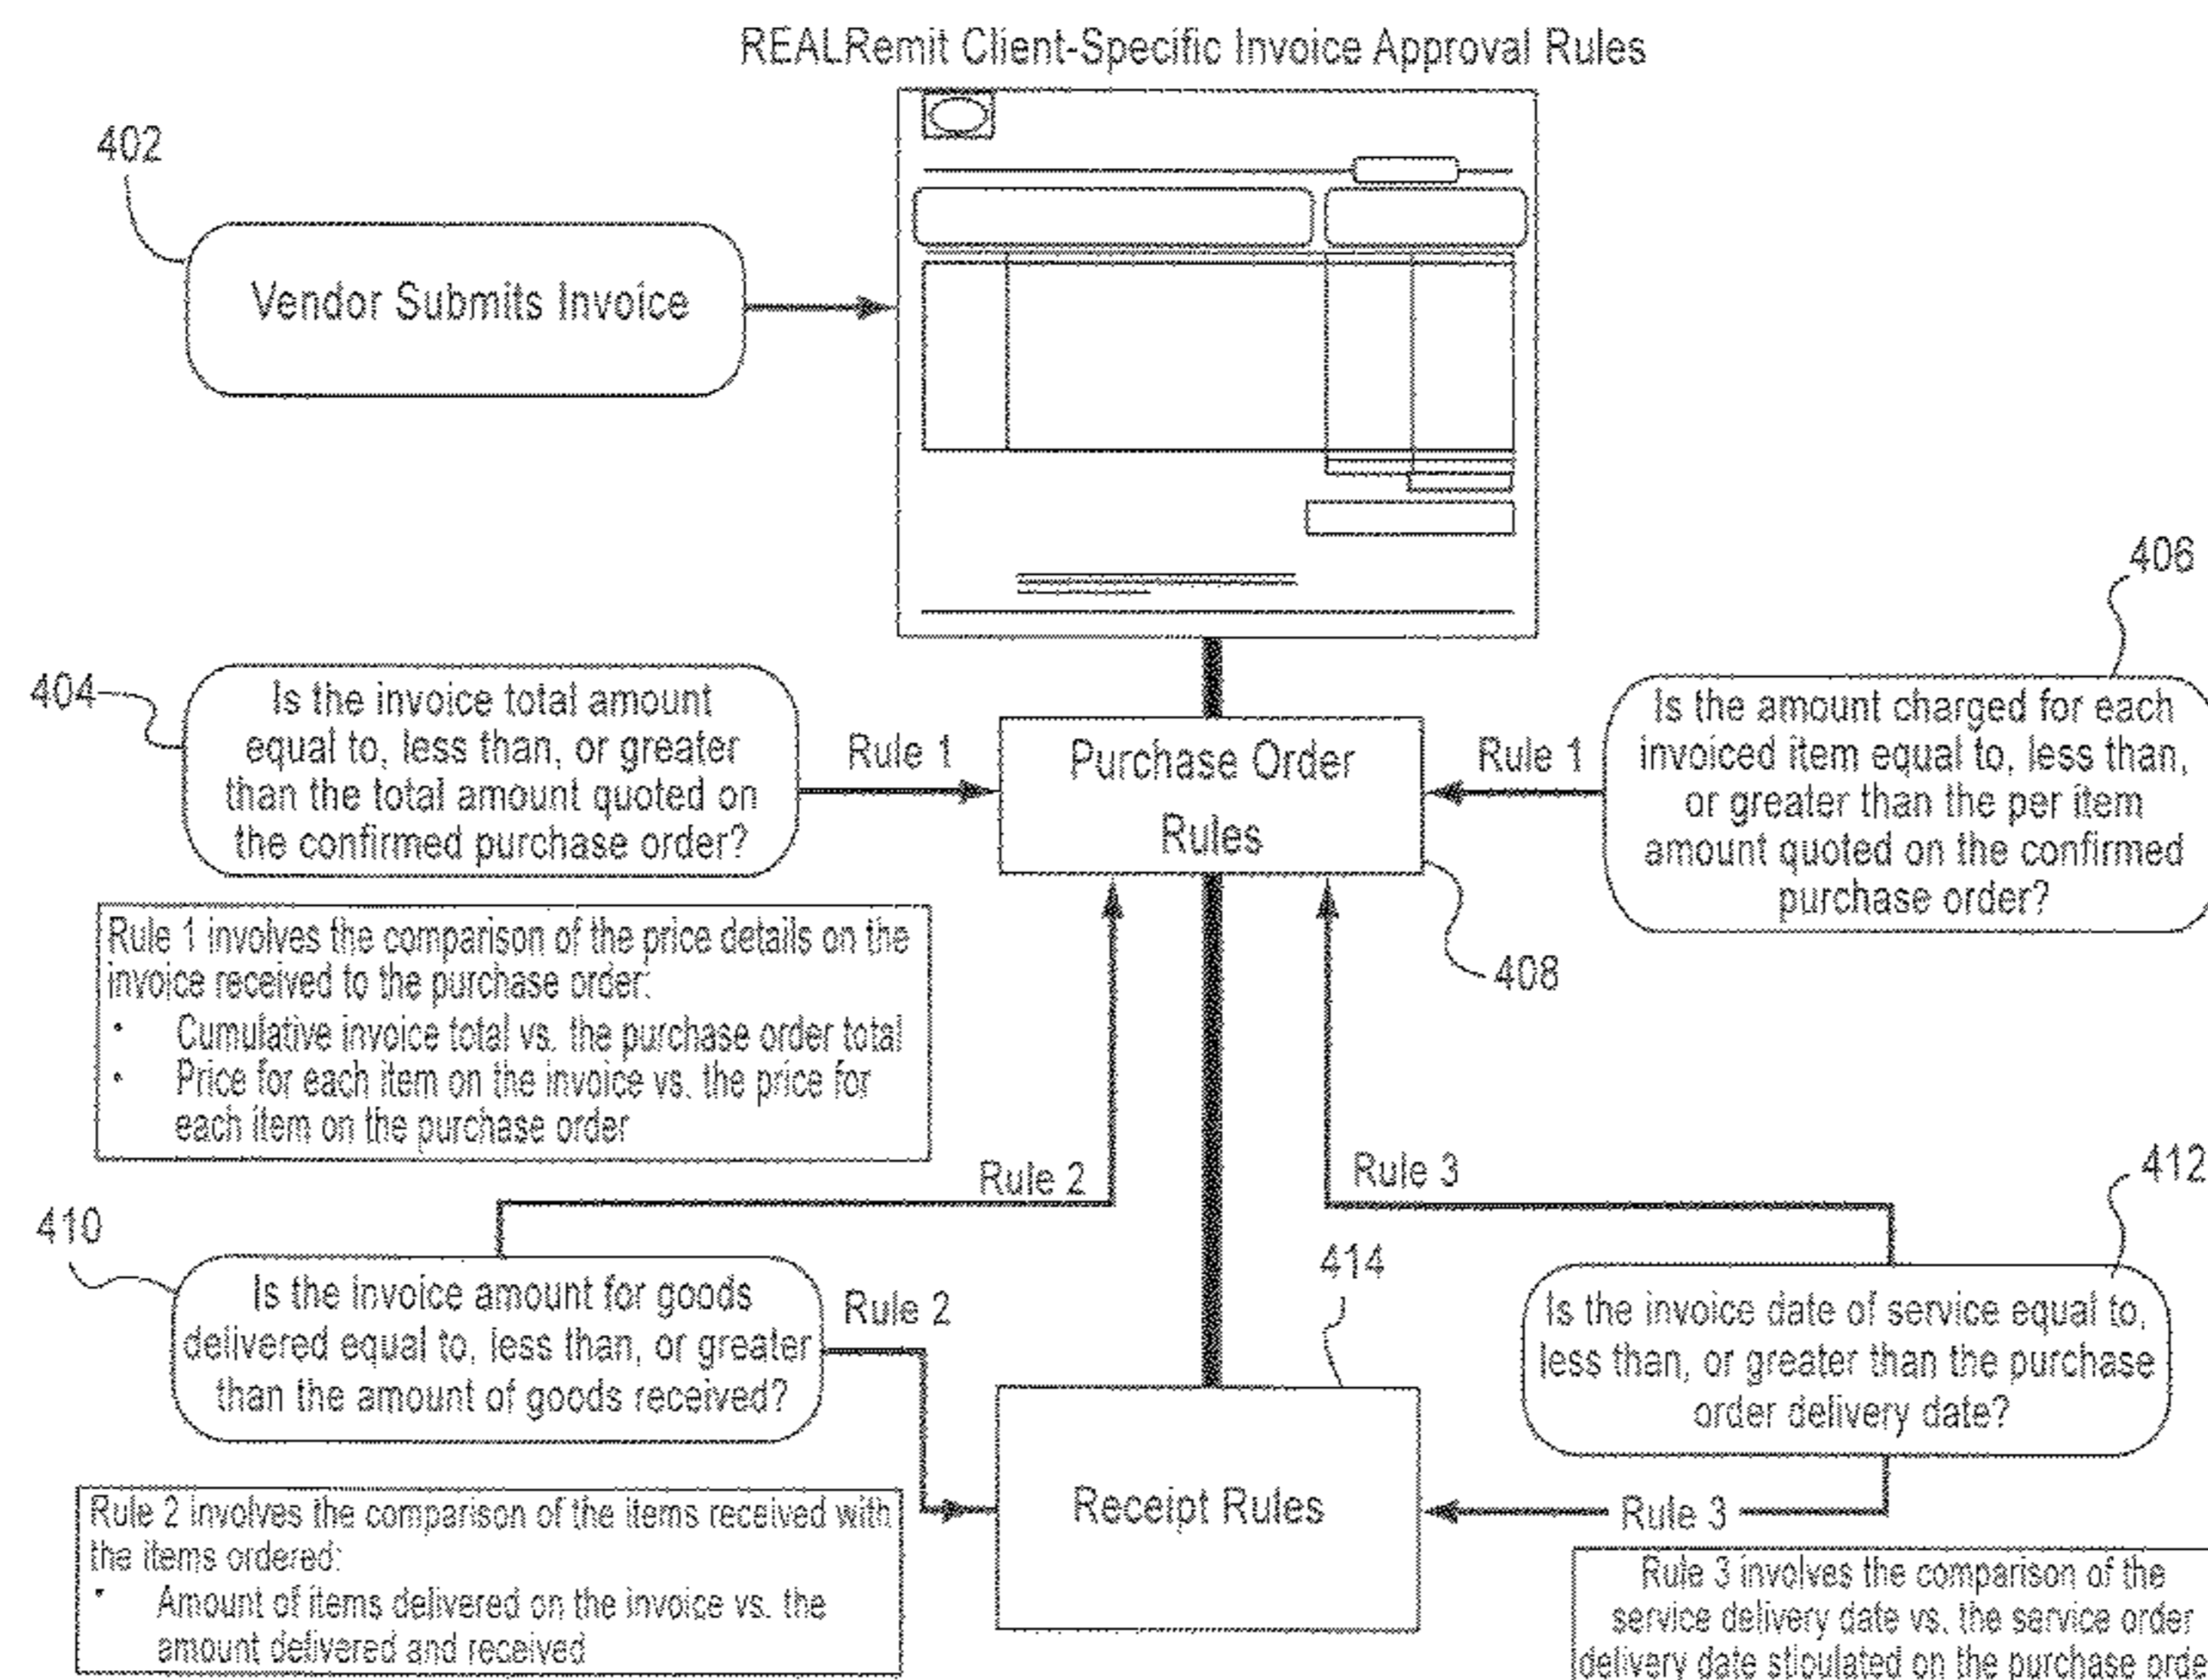 REALRemit Client-Specific Invoice Approval Rules
402
Vendor Submits Invoice
406
404
Is the invoice total amount
equal to, less than, or greater
than the total amount quoted on
the confirmed purchase order?
Rule 1
Purchase Order
Rules
Rule 1
Is the amount charged for each
invoiced item equal to, less than,
or greater than the per item
amount quoted on the confirmed
purchase order?
408
Rule 1 involves the comparison of the price details on the
invoice received to the purchase order:
• Cumulative invoice total vs. the purchase order total
• Price for each item on the invoice vs. the price for
each item on the purchase order
Rule 2
Rule 3
412
410
Is the invoice amount for goods
delivered equal to, less than, or greater
than the amount of goods received?
Rule 2
414
Is the invoice date of service equal to,
less than, or greater than the purchase
order delivery date?
Receipt Rules
Rule 3
Rule 2 involves the comparison of the items received with
the items ordered:
• Amount of items delivered on the invoice vs. the
amount delivered and received
Rule 3 involves the comparison of the
service delivery date vs. the service order
delivery date stipulated on the purchase order